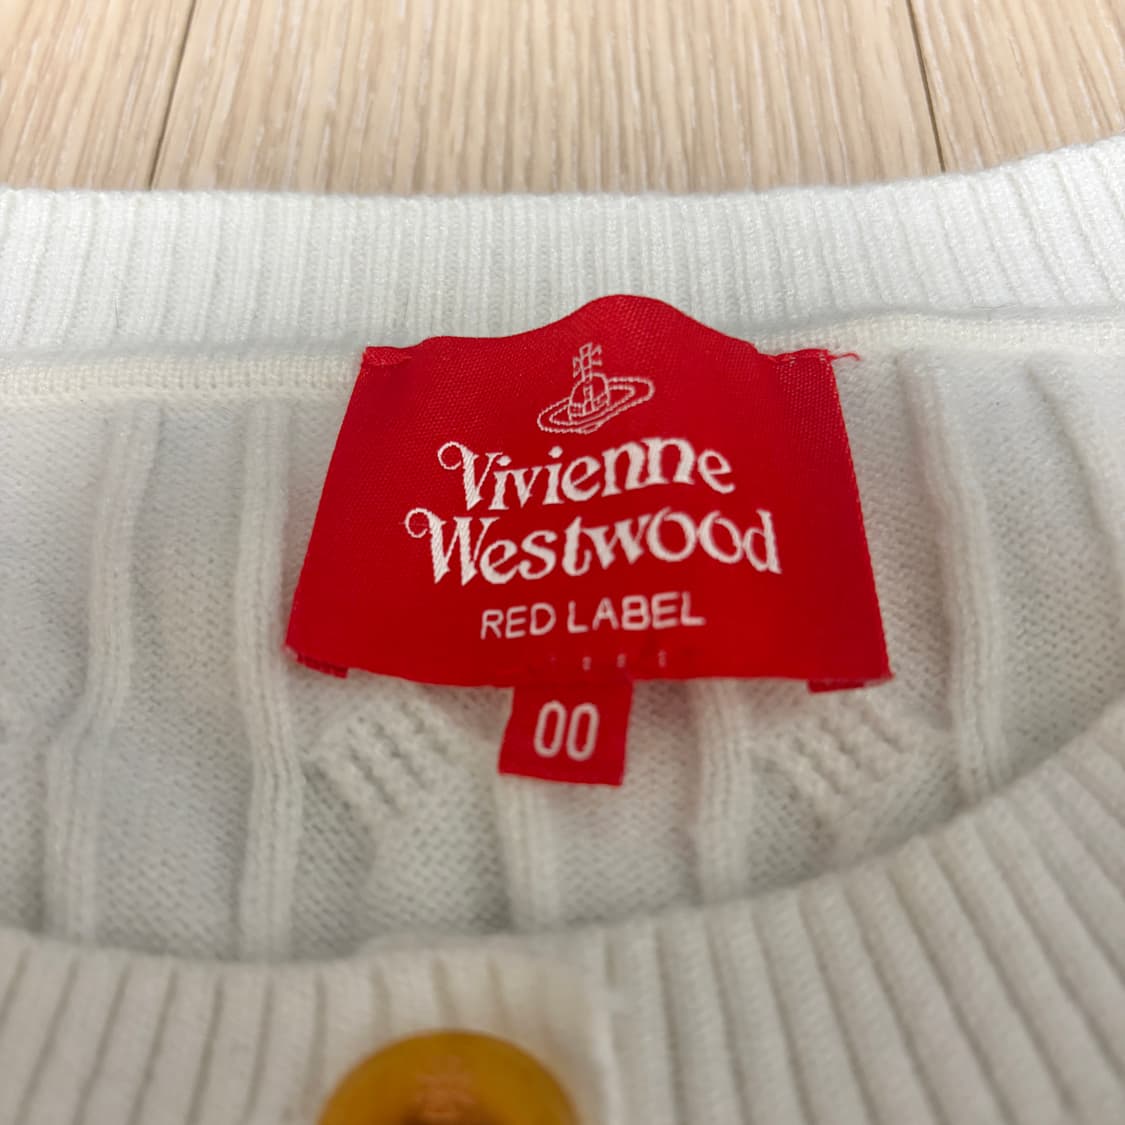 Vivienne
Westwood
RED LABEL
00